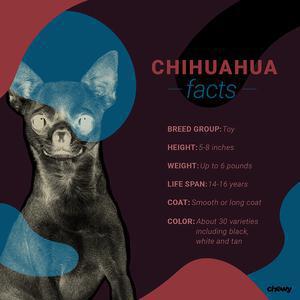 CHIHUAHUA
facts
BREED GROUP: Toy
HEIGHT: 5-8 inches
WEIGHT: Up to 6 pounds
LIFE SPAN: 14-16 years
COAT: Smooth or long coat
COLOR: About 30 varieties
including black,
white and tan
chewy